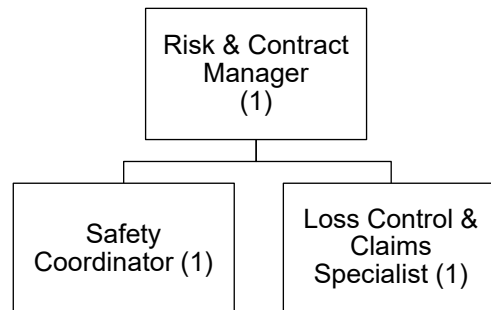 Risk & Contract
Manager
(1)
Safety
Coordinator (1)
Loss Control &
Claims
Specialist (1)